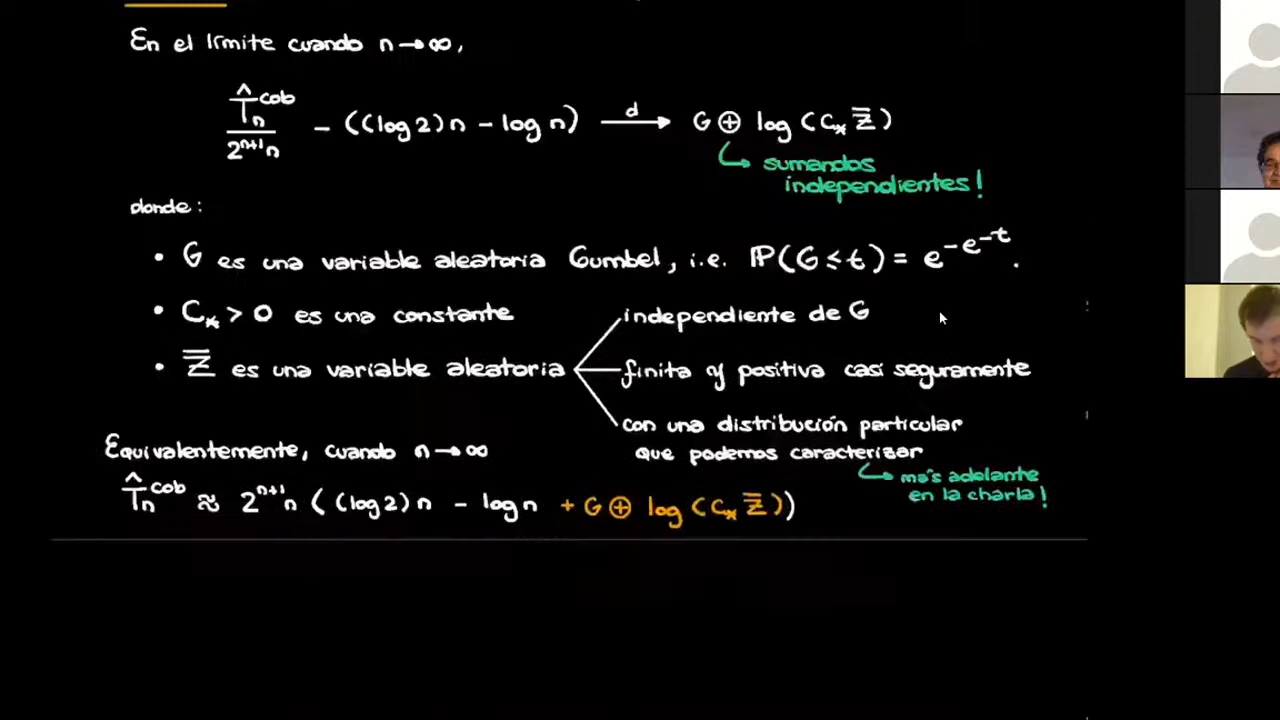 En el límite cuando n→∞,
T̂ₙ^cob / 2ⁿ⁺¹n − ((log 2)n − log n) —d→ G ⊕ log(C⁎ Z̿)
↳ sumandos
independientes!
donde:
• G es una variable aleatoria Gumbel, i.e. ℙ(G ≤ t) = e^{-e^{-t}}.
• C⁎ > 0 es una constante
• Z̿ es una variable aleatoria
independiente de G
finita y positiva casi seguramente
con una distribución particular
que podemos caracterizar
↳ más adelante
en la charla!
Equivalentemente, cuando n→∞
T̂ₙ^cob ≈ 2ⁿ⁺¹n ((log 2)n − log n + G ⊕ log(C⁎ Z̿))